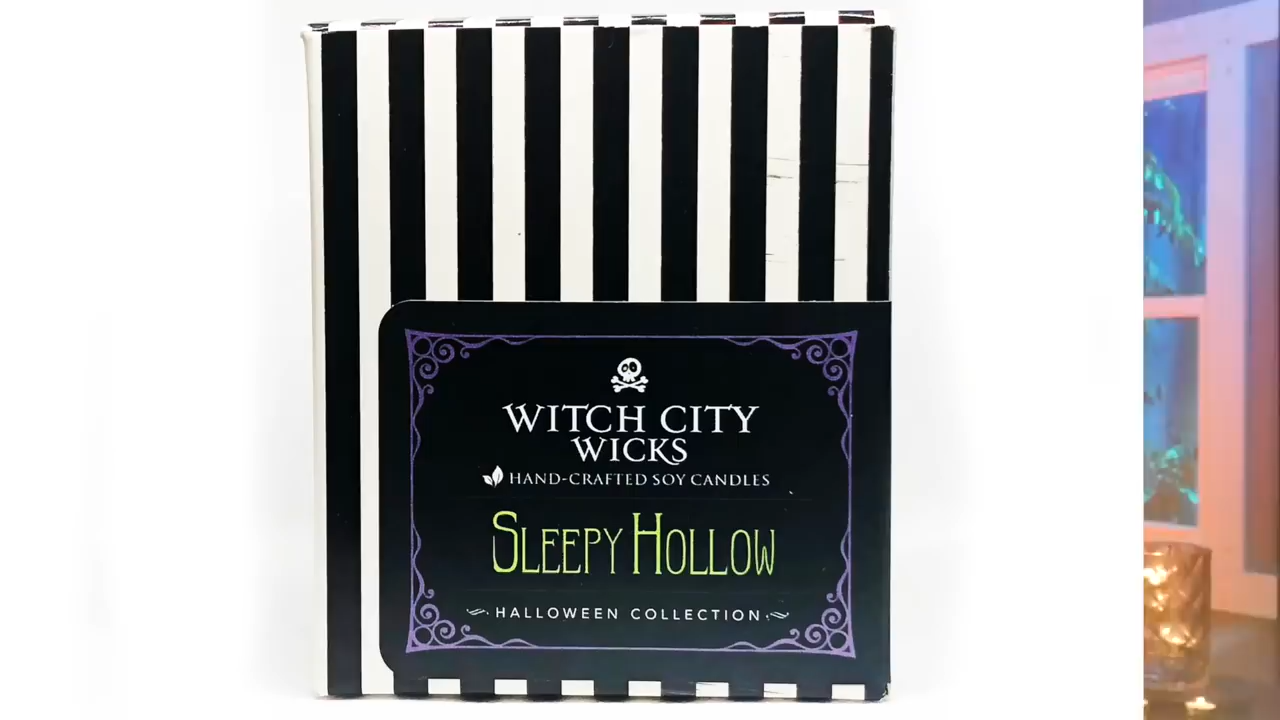 WITCH CITY
WICKS
HAND-CRAFTED SOY CANDLES
SLEEPY HOLLOW
HALLOWEEN COLLECTION